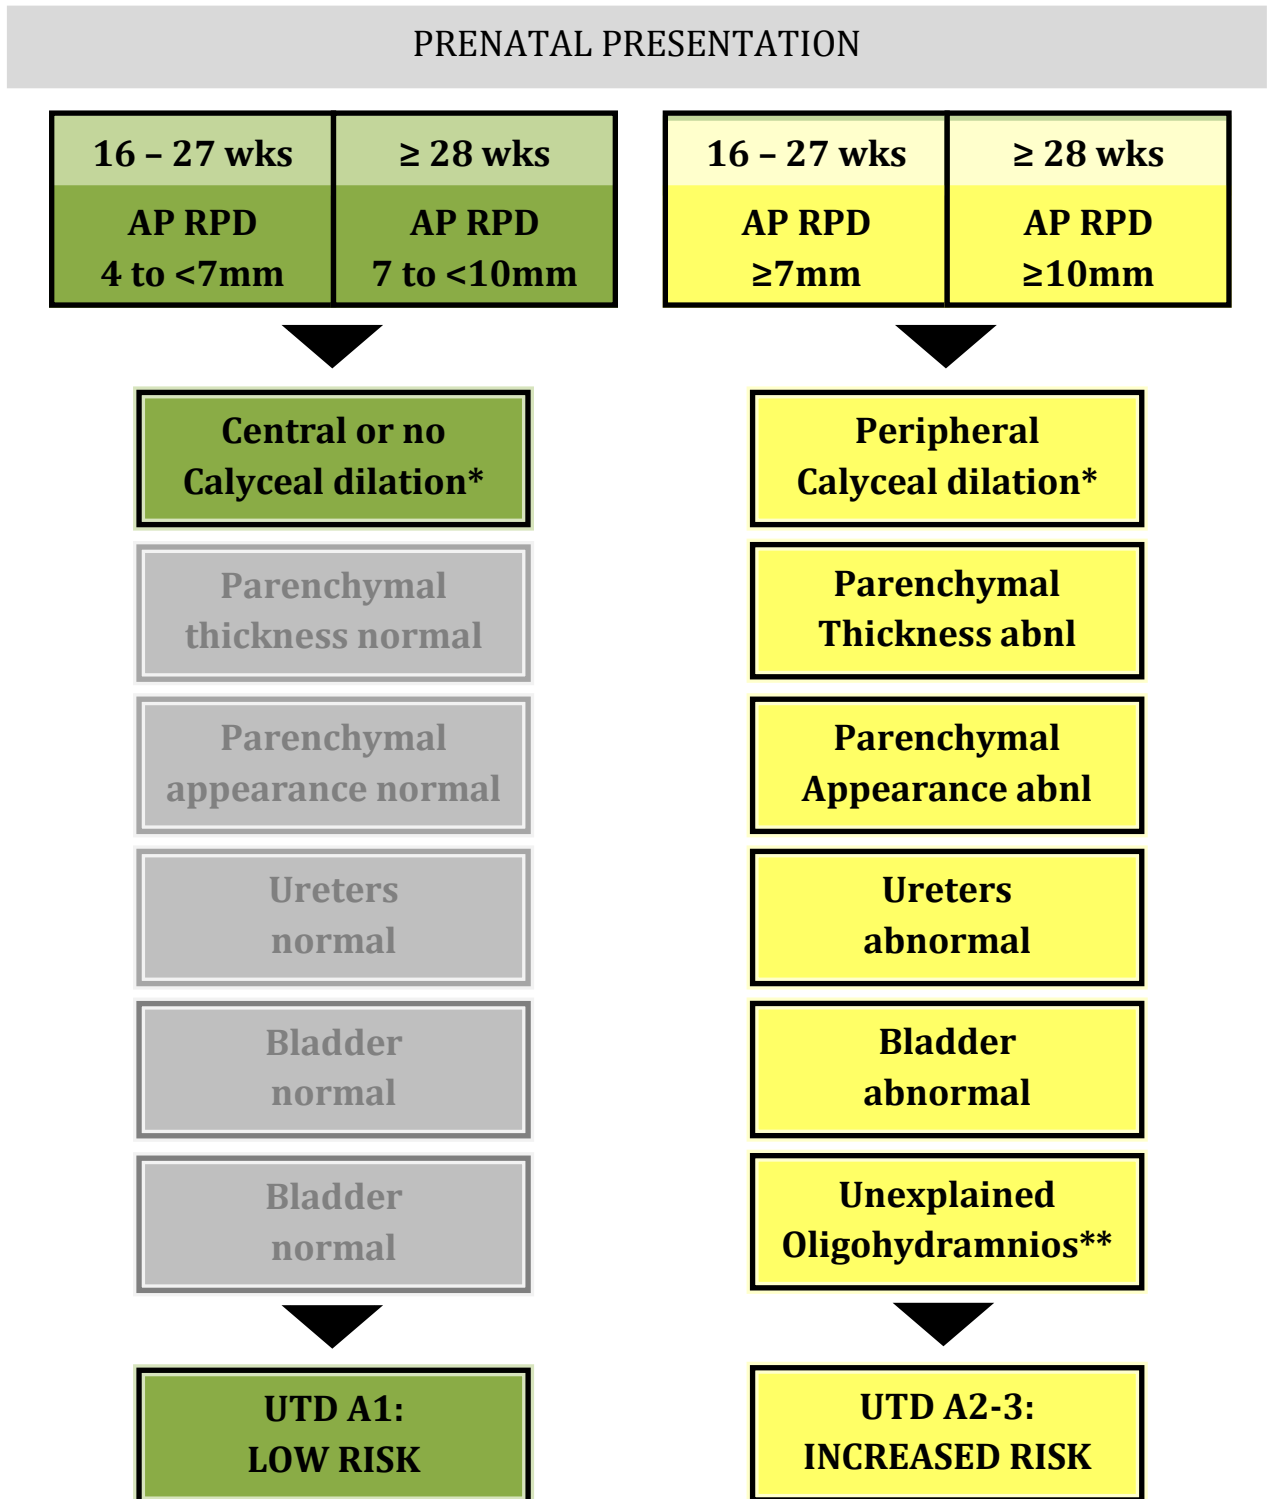 PRENATAL PRESENTATION
16 – 27 wks
≥ 28 wks
AP RPD
4 to <7mm
AP RPD
7 to <10mm
16 – 27 wks
≥ 28 wks
AP RPD
≥7mm
AP RPD
≥10mm
Central or no
Calyceal dilation*
Parenchymal
thickness normal
Parenchymal
appearance normal
Ureters
normal
Bladder
normal
Bladder
normal
UTD A1:
LOW RISK
Peripheral
Calyceal dilation*
Parenchymal
Thickness abnl
Parenchymal
Appearance abnl
Ureters
abnormal
Bladder
abnormal
Unexplained
Oligohydramnios**
UTD A2-3:
INCREASED RISK